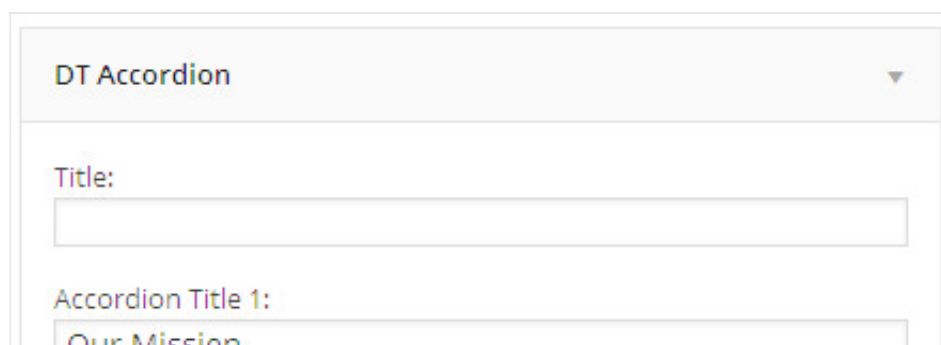 DT Accordion
Title:
Accordion Title 1:
Our Mission